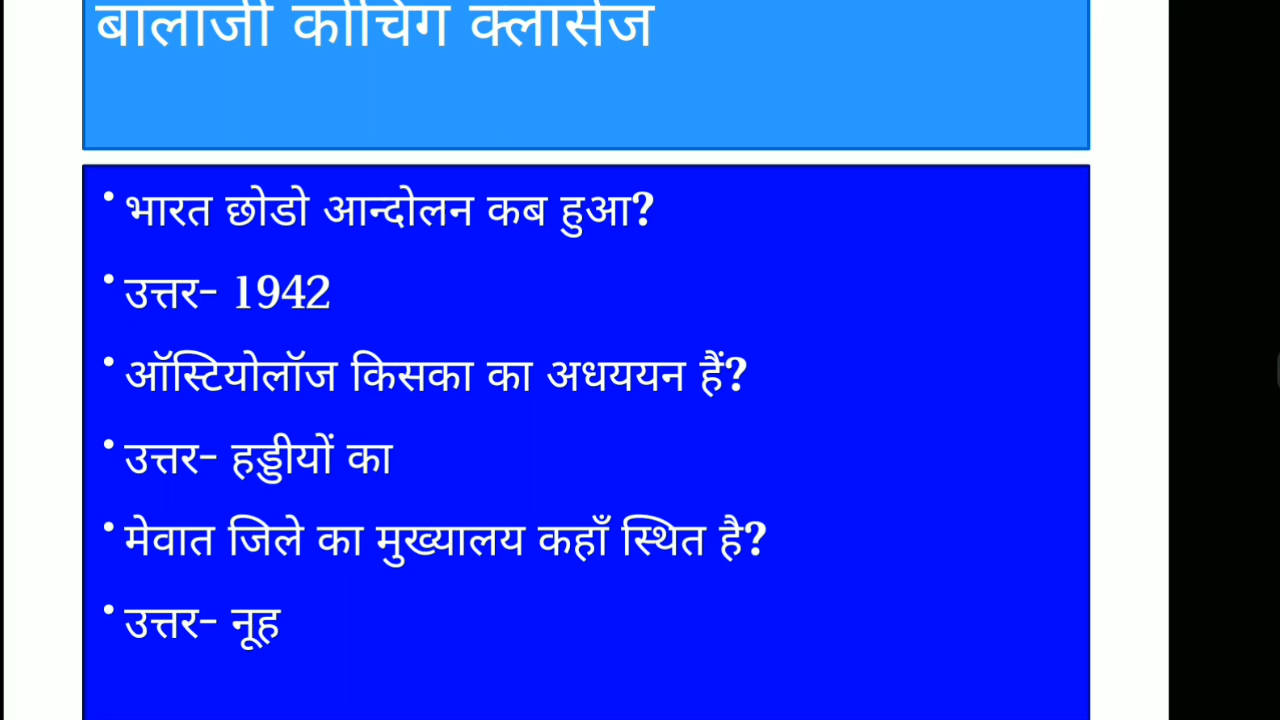 बालाजी कोचिंग क्लासेज
भारत छोडो आन्दोलन कब हुआ?
उत्तर- 1942
ऑस्टियोलॉज किसका का अधययन हैं?
उत्तर- हड्डीयों का
मेवात जिले का मुख्यालय कहाँ स्थित है?
उत्तर- नूह